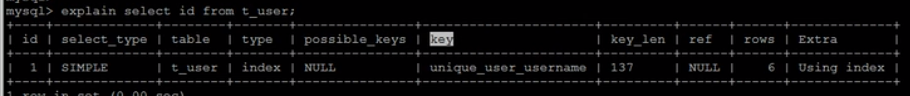 mysql> explain select id from t_user;
| id | select_type | table | type | possible_keys | key | key_len | ref | rows | Extra |
| 1 | SIMPLE | t_user | index | NULL | unique_user_username | 137 | NULL | 6 | Using index |
1 row in set (0.00 sec)